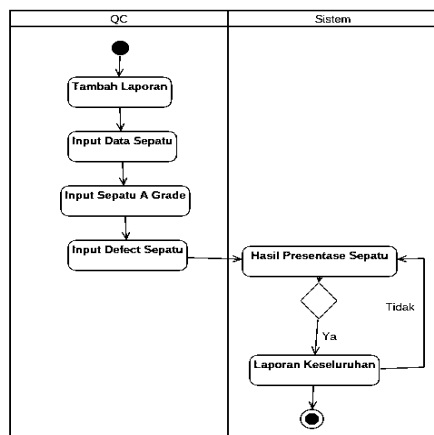 QC
Sistem
Tambah Laporan
Input Data Sepatu
Input Sepatu A Grade
Input Defect Sepatu
Hasil Presentase Sepatu
Tidak
Ya
Laporan Keseluruhan